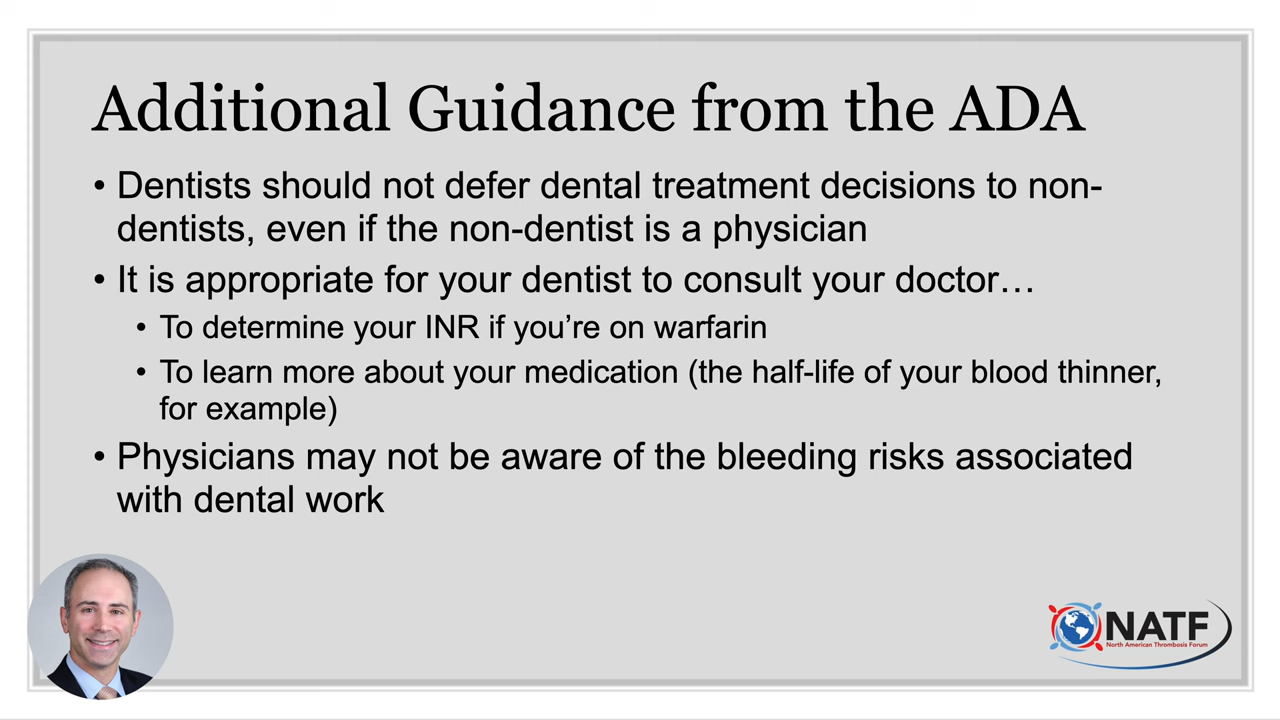 Additional Guidance from the ADA
• Dentists should not defer dental treatment decisions to non-
dentists, even if the non-dentist is a physician
• It is appropriate for your dentist to consult your doctor…
• To determine your INR if you’re on warfarin
• To learn more about your medication (the half-life of your blood thinner,
for example)
• Physicians may not be aware of the bleeding risks associated
with dental work
NATF
North American Thrombosis Forum